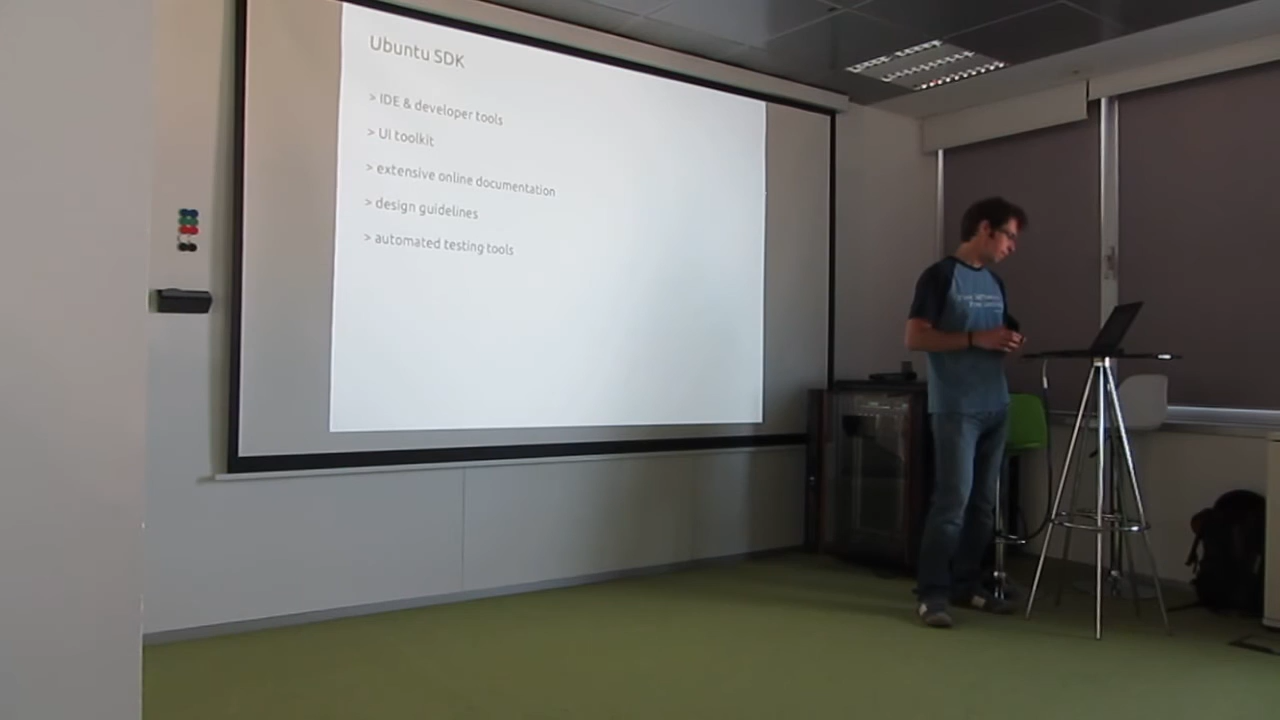 Ubuntu SDK
> IDE & developer tools
> UI toolkit
> extensive online documentation
> design guidelines
> automated testing tools